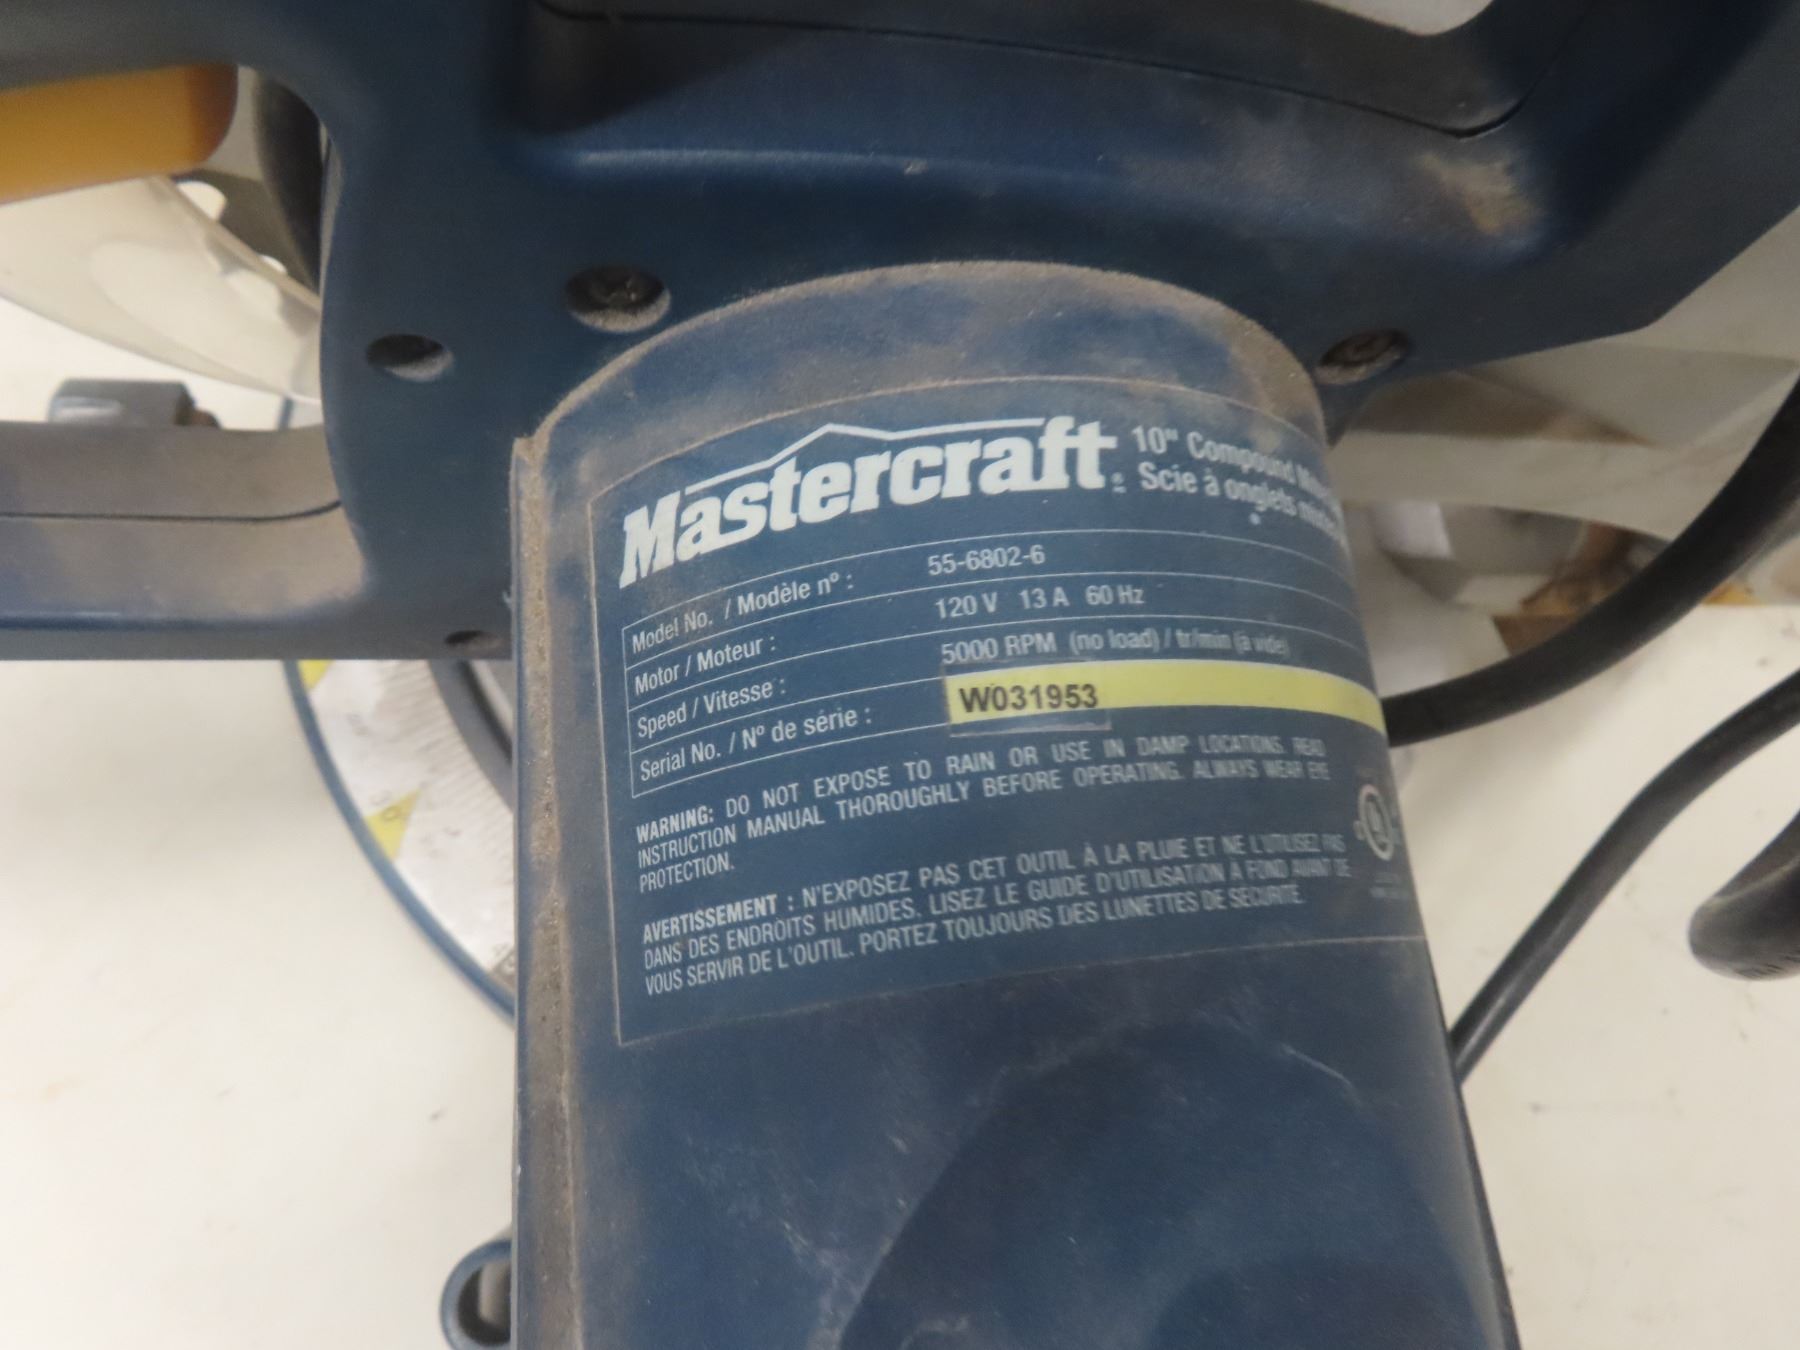 Mastercraft® 10" Compound
Scie à onglets
Model No. / Modèle nº : 55-6802-6
Motor / Moteur : 120 V 13 A 60 Hz
Speed / Vitesse : 5000 RPM (no load) / tr/min (à vide)
Serial No. / Nº de série : W031953
WARNING: DO NOT EXPOSE TO RAIN OR USE IN DAMP LOCATIONS. READ
INSTRUCTION MANUAL THOROUGHLY BEFORE OPERATING. ALWAYS WEAR EYE
PROTECTION.
AVERTISSEMENT : N'EXPOSEZ PAS CET OUTIL À LA PLUIE ET NE L'UTILISEZ PAS
DANS DES ENDROITS HUMIDES. LISEZ LE GUIDE D'UTILISATION À FOND AVANT DE
VOUS SERVIR DE L'OUTIL. PORTEZ TOUJOURS DES LUNETTES DE SÉCURITÉ.